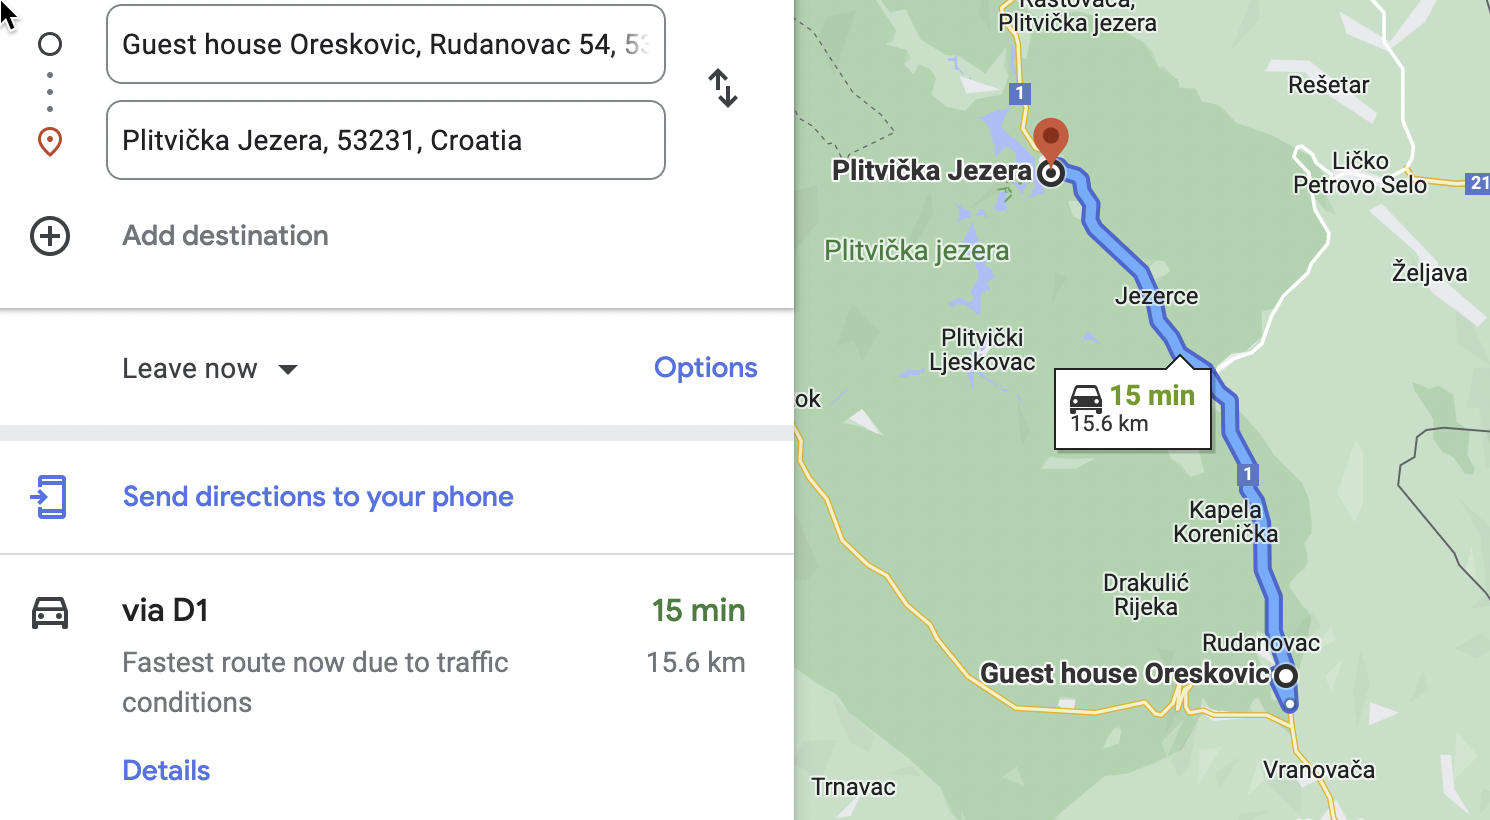 Guest house Oreskovic, Rudanovac 54, 53
Plitvička Jezera, 53231, Croatia
Add destination
Leave now
Options
Send directions to your phone
via D1
15 min
Fastest route now due to traffic
conditions
15.6 km
Details
Rastovača,
Plitvička jezera
1
Rešetar
Ličko
Petrovo Selo
21
Plitvička Jezera
Plitvička jezera
Željava
Jezerce
Plitvički
Ljeskovac
ok
15 min
15.6 km
1
Kapela
Korenička
Drakulić
Rijeka
Rudanovac
Guest house Oreskovic
Vranovača
Trnavac